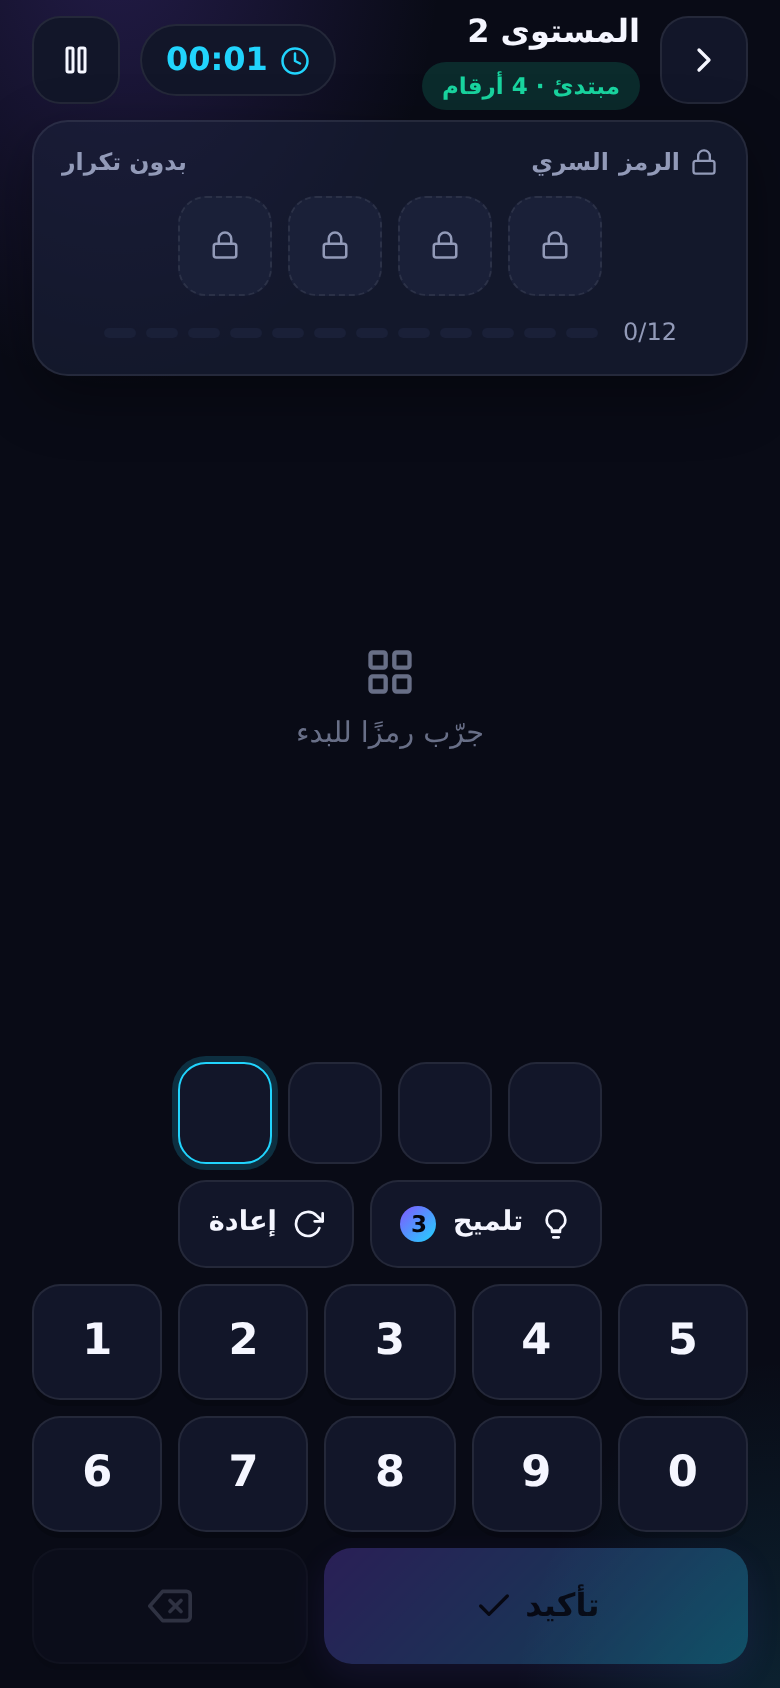 المستوى 2
مبتدئ · 4 أرقام
00:01
الرمز السري
بدون تكرار
0/12
جرّب رمزًا للبدء
تلميح 3
إعادة
1 2 3 4 5
6 7 8 9 0
تأكيد